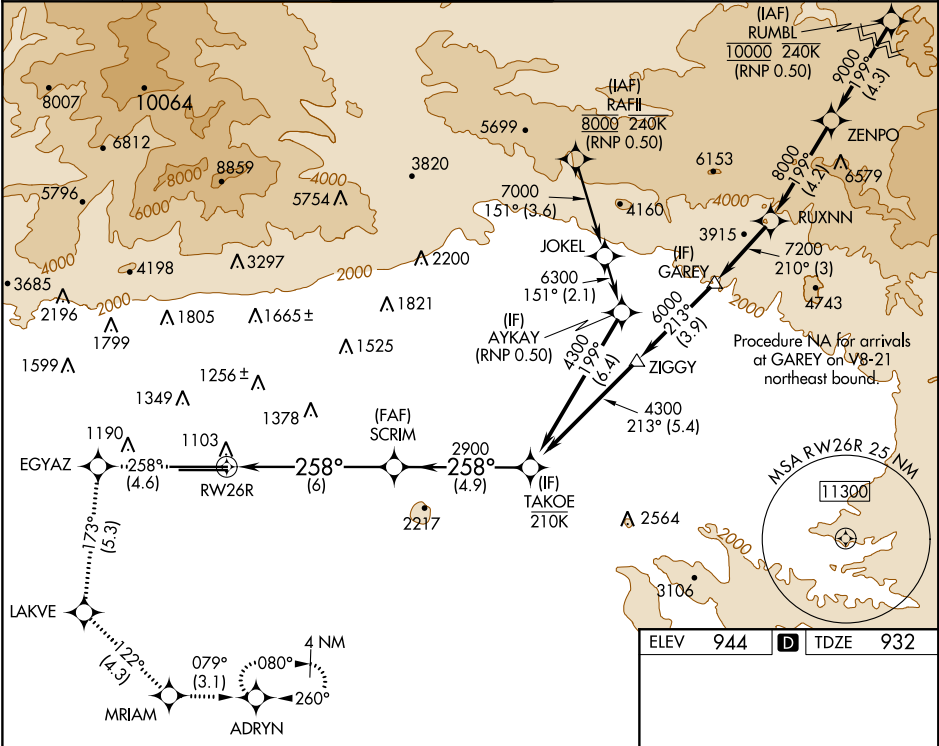 (IAF)
RUMBL
10000 240K
(RNP 0.50)
9000
199°
(4.3)
8007
10064
(IAF)
RAFII
8000 240K
(RNP 0.50)
6812
5699
ZENPO
8000
199°
(4.2)
8859
8000
3820
6153
6579
5796
6000
4000
5754
7000
151° (3.6)
4160
4000
RUXNN
3915
JOKEL
7200
210° (3)
4000
4198
3297
2000
2200
(IF)
GAREY
3685
6300
151° (2.1)
6000
213°
(3.9)
2000
4743
2196
2000
1799
1805
1665±
1821
(IF)
AYKAY
(RNP 0.50)
4300
199°
(6.4)
Procedure NA for arrivals
at GAREY on V8-21
northeast bound.
1599
1525
ZIGGY
1256±
1349
1378
4300
213° (5.4)
(FAF)
SCRIM
1190
1103
2900
EGYAZ
258°
(4.6)
RW26R
258°
(6)
258°
(4.9)
(IF)
TAKOE
210K
MSA RW26R 25 NM
11300
2217
2564
2000
173°
(5.3)
3106
LAKVE
122°
(4.3)
079°
(3.1)
080°
4 NM
260°
MRIAM
ADRYN
ELEV 944 D TDZE 932